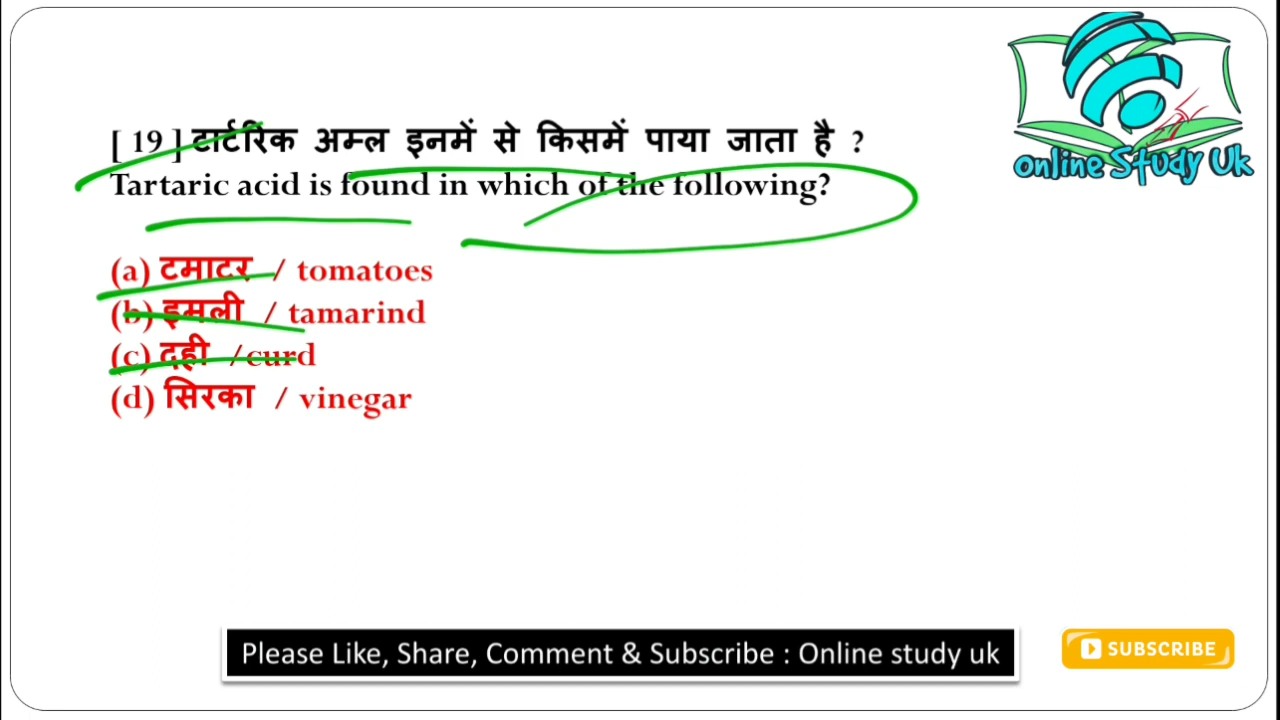 [ 19 ] टार्टरिक अम्ल इनमें से किसमें पाया जाता है ?
Tartaric acid is found in which of the following?
(a) टमाटर / tomatoes
(b) इमली / tamarind
(c) दही /curd
(d) सिरका / vinegar
Online Study Uk
Please Like, Share, Comment & Subscribe : Online study uk
SUBSCRIBE